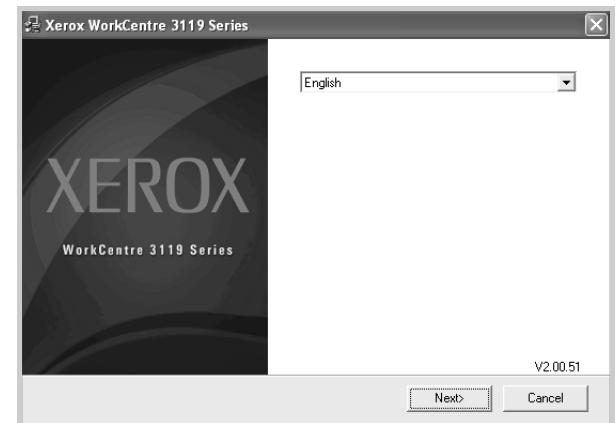 Xerox WorkCentre 3119 Series
English
XEROX
WorkCentre 3119 Series
V2.00.51
Next>
Cancel